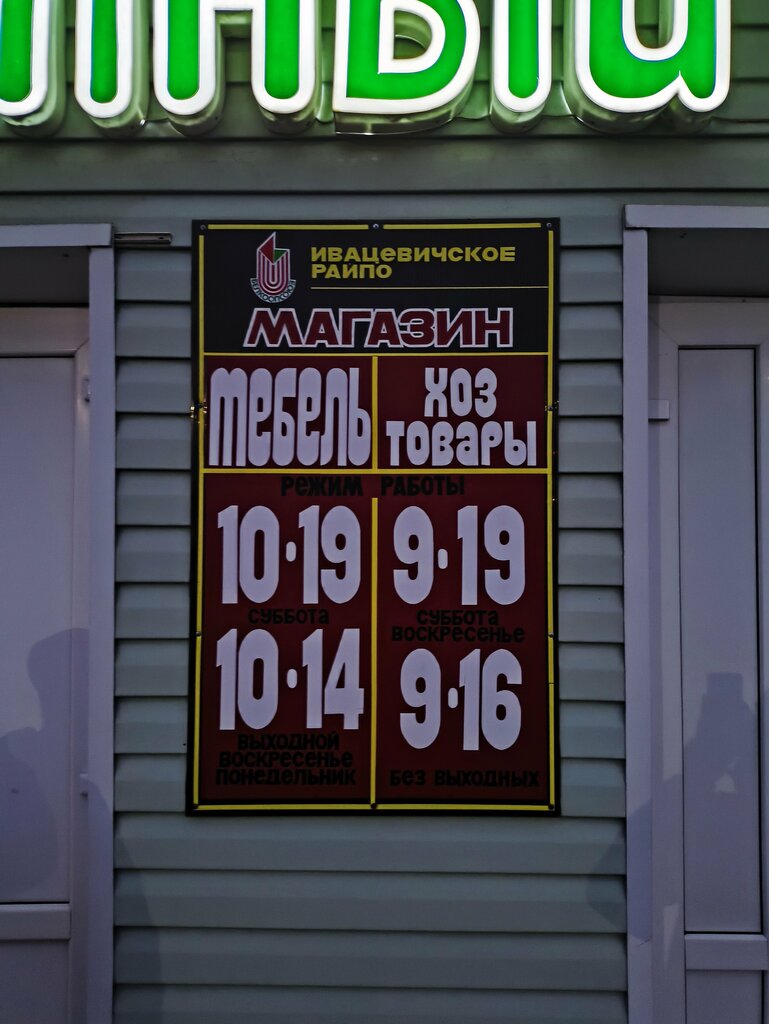 ный
ИВАЦЕВИЧСКОЕ
РАЙПО
МАГАЗИН
МЕБЕЛЬ
ХОЗ
ТОВАРЫ
РЕЖИМ РАБОТЫ
10·19
СУББОТА
10·14
ВЫХОДНОЙ
ВОСКРЕСЕНЬЕ
ПОНЕДЕЛЬНИК
9·19
СУББОТА
ВОСКРЕСЕНЬЕ
9·16
БЕЗ ВЫХОДНЫХ